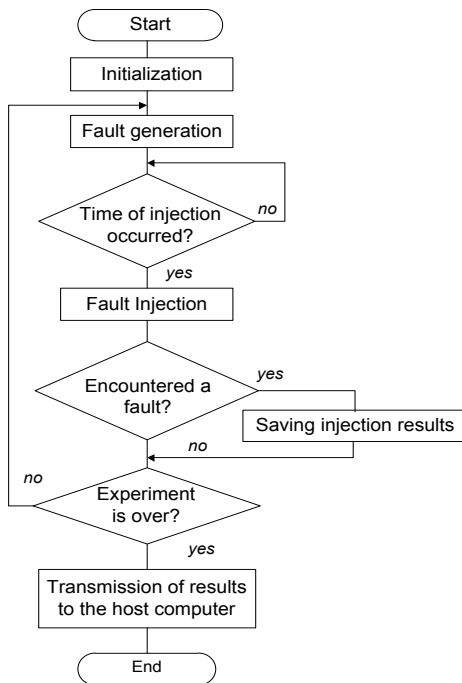 Start
Initialization
Fault generation
Time of injection
occurred?
no
yes
Fault Injection
Encountered a
fault?
yes
Saving injection results
no
no
Experiment
is over?
yes
Transmission of results
to the host computer
End